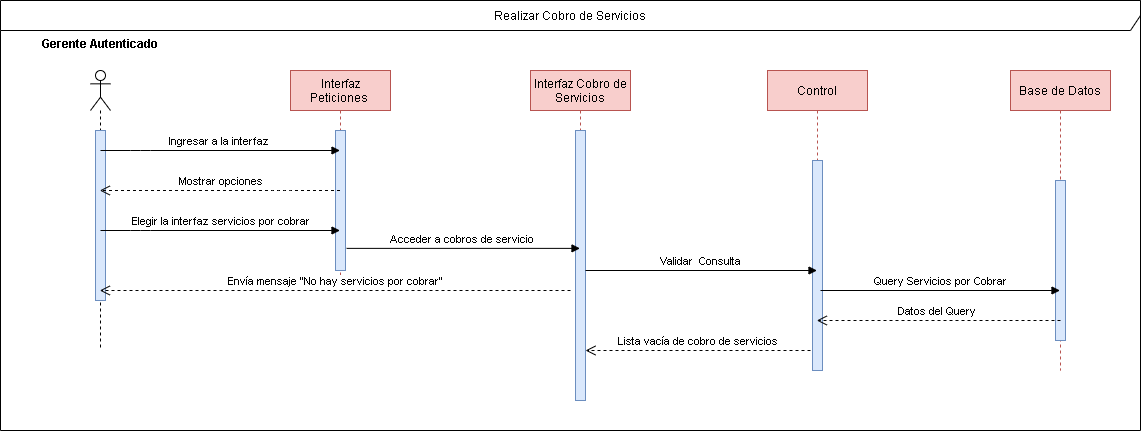 Realizar Cobro de Servicios
Gerente Autenticado
Interfaz
Peticiones
Interfaz Cobro de
Servicios
Control
Base de Datos
Ingresar a la interfaz
Mostrar opciones
Elegir la interfaz servicios por cobrar
Acceder a cobros de servicio
Validar Consulta
Envía mensaje "No hay servicios por cobrar"
Query Servicios por Cobrar
Datos del Query
Lista vacía de cobro de servicios